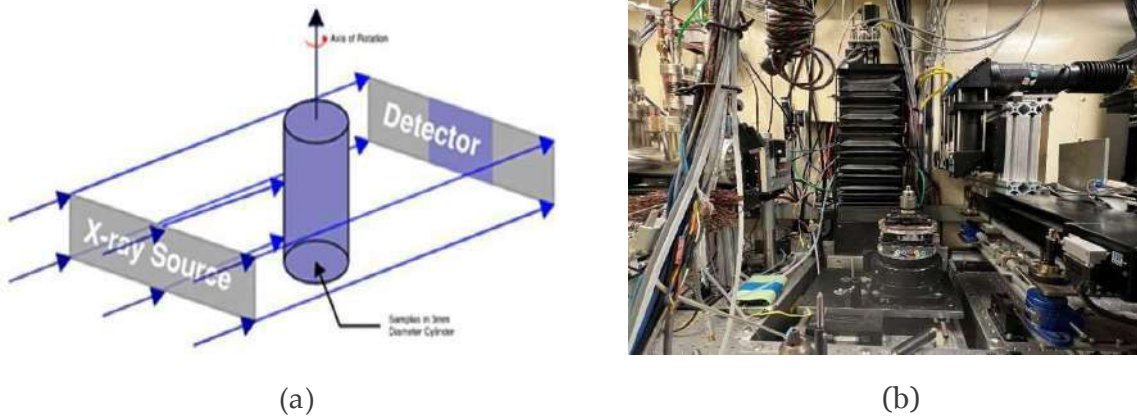 Axis of Rotation
Detector
X-ray Source
Samples in 3mm
Diameter Cylinder
(a)
(b)